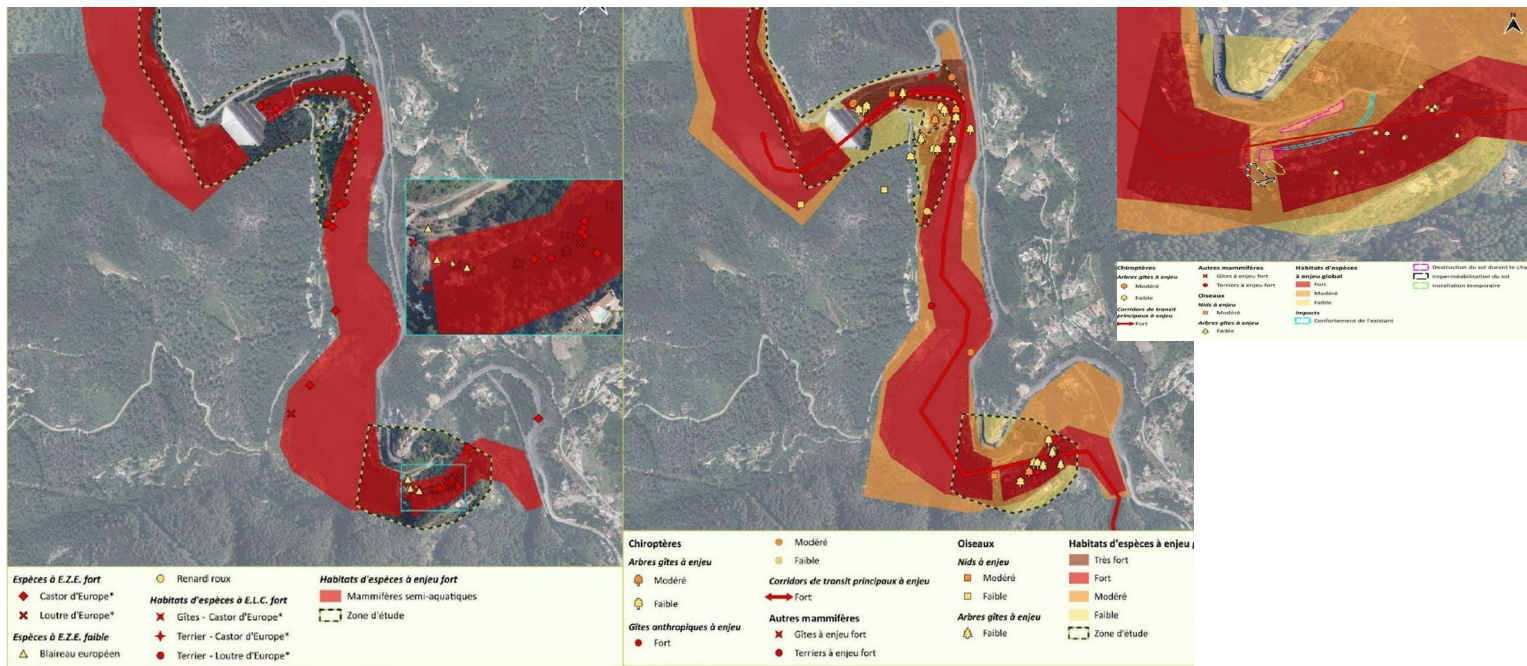 Espèces à E.Z.E. fort
Castor d'Europe*
Loutre d'Europe*
Espèces à E.Z.E. faible
Blaireau européen
Renard roux
Habitats d'espèces à E.L.C. fort
Gîtes - Castor d'Europe*
Terrier - Castor d'Europe*
Terrier - Loutre d'Europe*
Habitats d'espèces à enjeu fort
Mammifères semi-aquatiques
Zone d'étude
Chiroptères
Arbres gîtes à enjeu
Modéré
Faible
Gîtes anthropiques à enjeu
Fort
Modéré
Faible
Corridors de transit principaux à enjeu
Fort
Autres mammifères
Gîtes à enjeu fort
Terriers à enjeu fort
Oiseaux
Nids à enjeu
Modéré
Faible
Arbres gîtes à enjeu
Faible
Habitats d'espèces à enjeu
Très fort
Fort
Modéré
Faible
Zone d'étude
N
Chiroptères
Arbres gîtes à enjeu
Modéré
Faible
Corridors de transit
principaux à enjeu
Fort
Autres mammifères
Gîtes à enjeu fort
Terriers à enjeu fort
Oiseaux
Nids à enjeu
Modéré
Arbres gîtes à enjeu
Faible
Habitats d'espèces
à enjeu global
Fort
Modéré
Faible
Impacts
Confortement de l'existant
Destruction du sol durant le cha
Imperméabilisation du sol
Installation temporaire